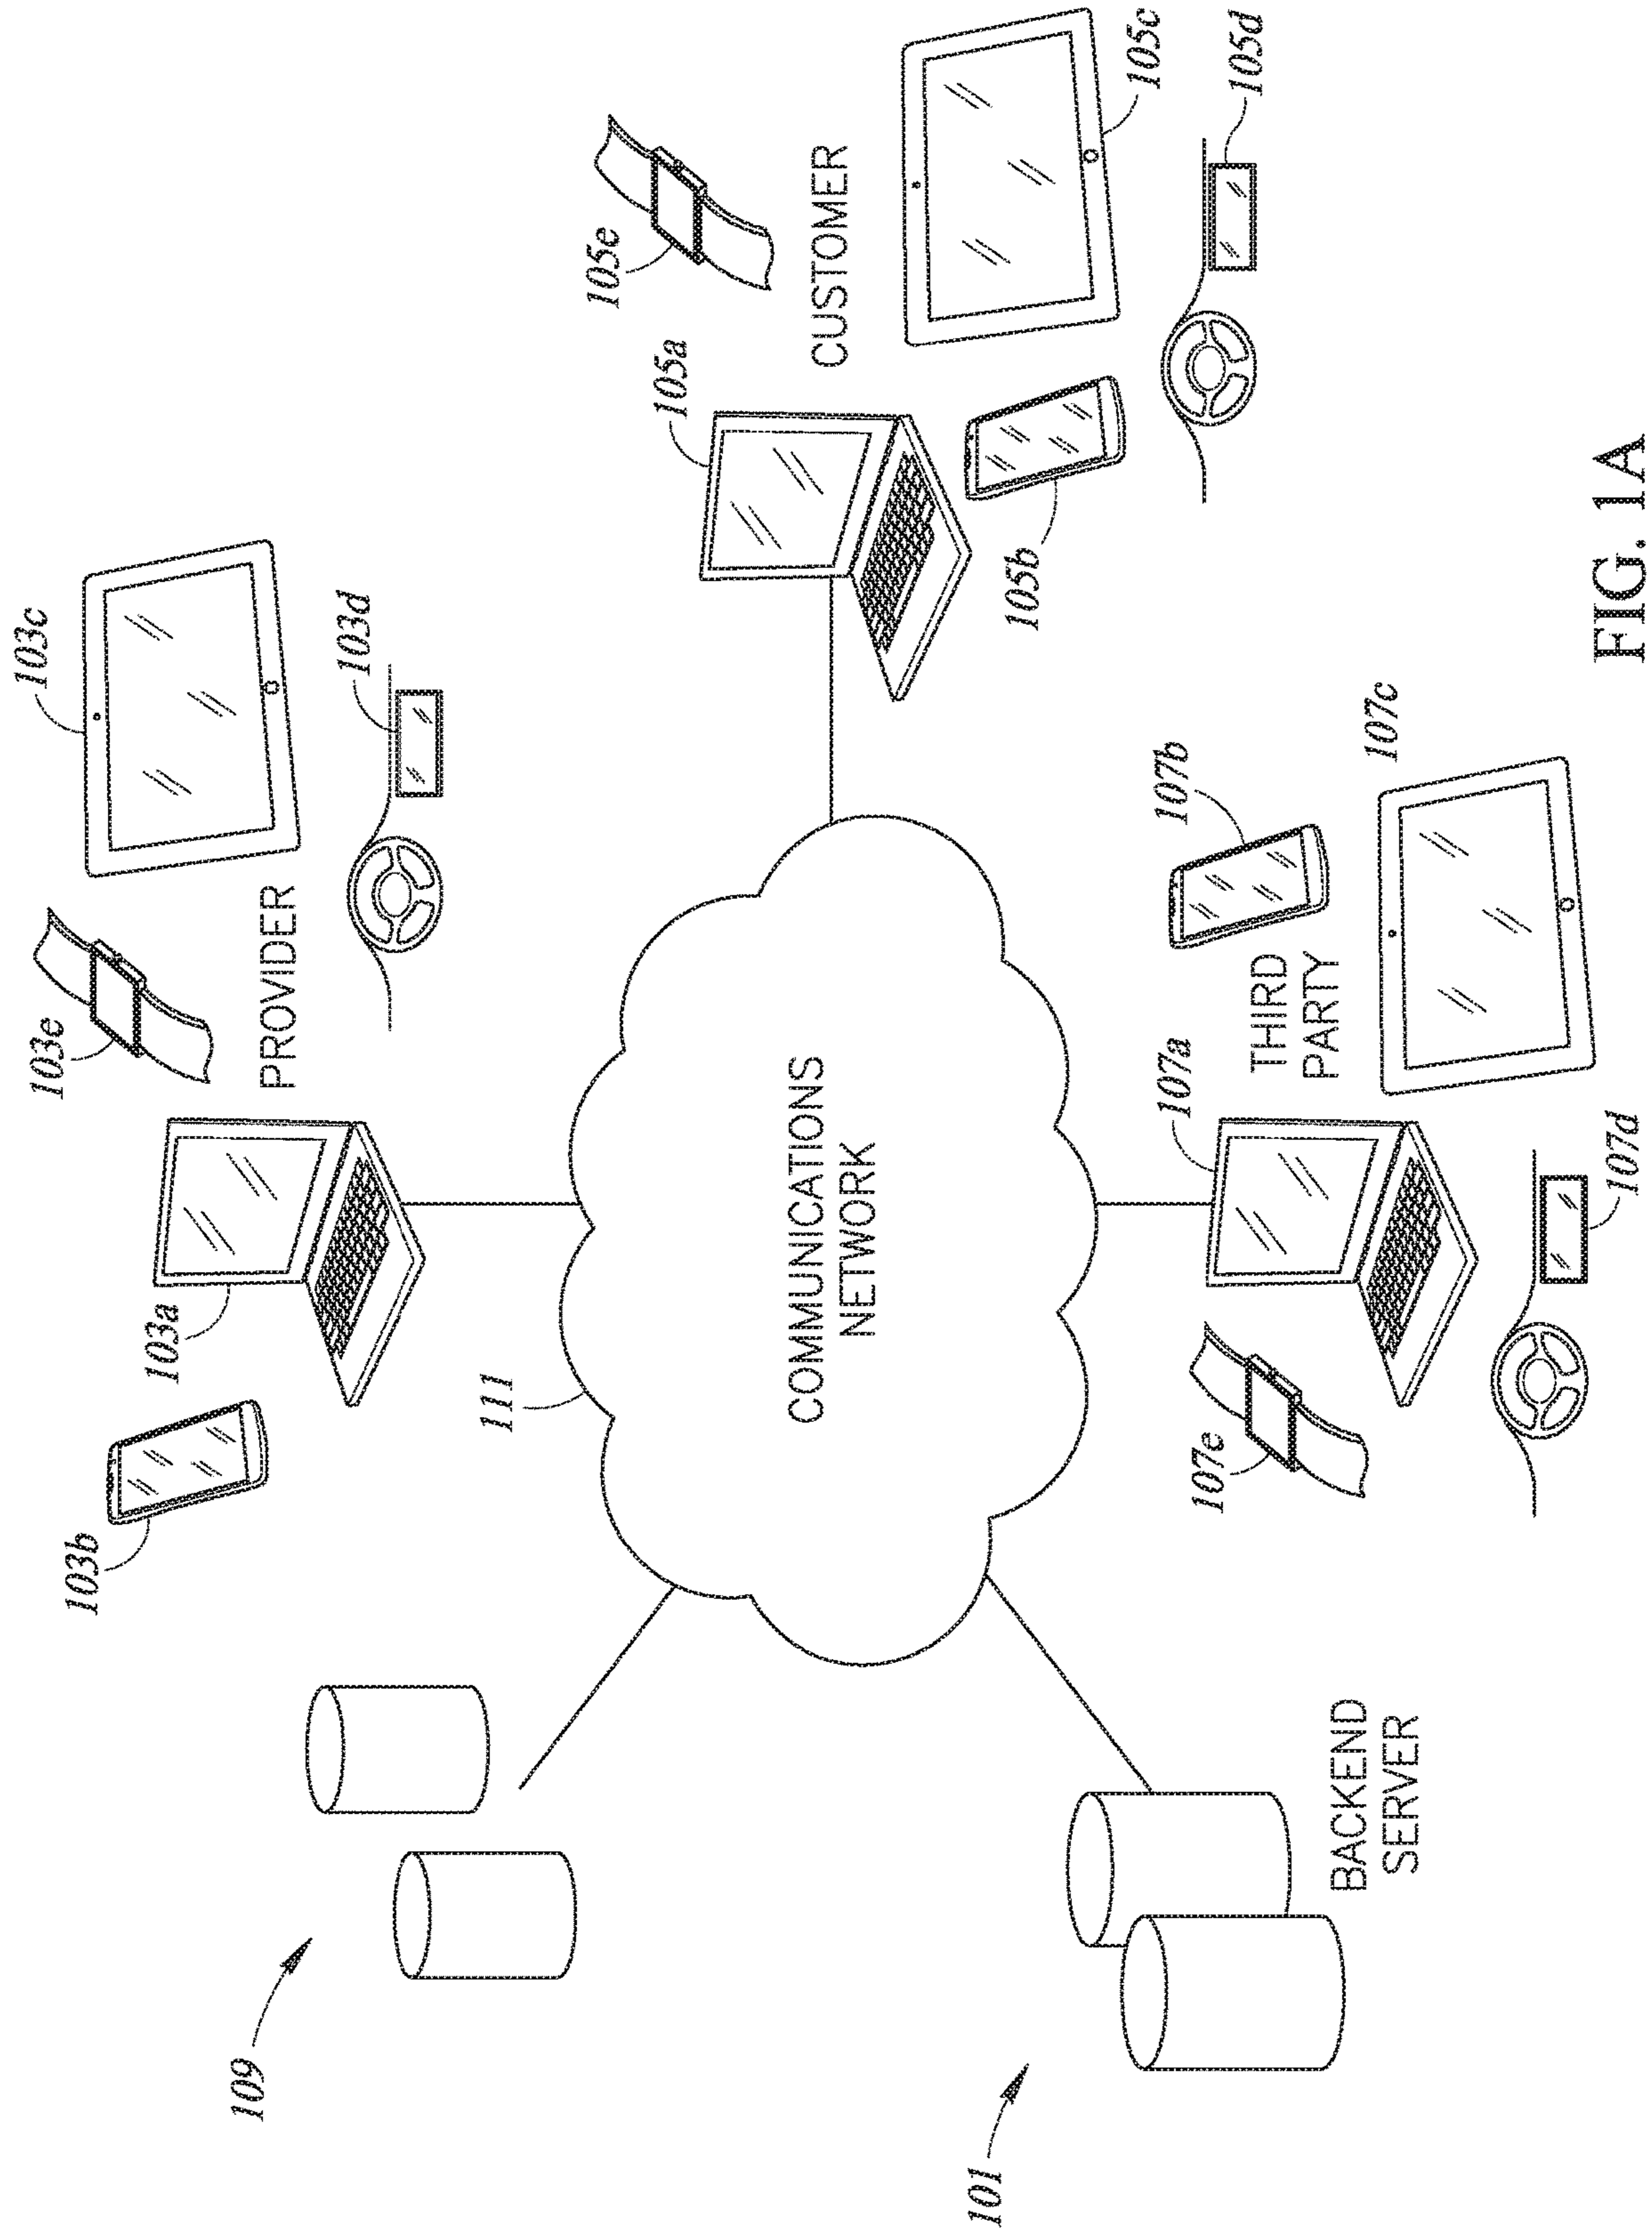 103c
103d
103e
PROVIDER
103a
103b
105e
105a
CUSTOMER
105c
105d
105b
111
COMMUNICATIONS
NETWORK
107b
107c
107a
THIRD
PARTY
107d
107e
109
101
BACKEND
SERVER
FIG. 1A